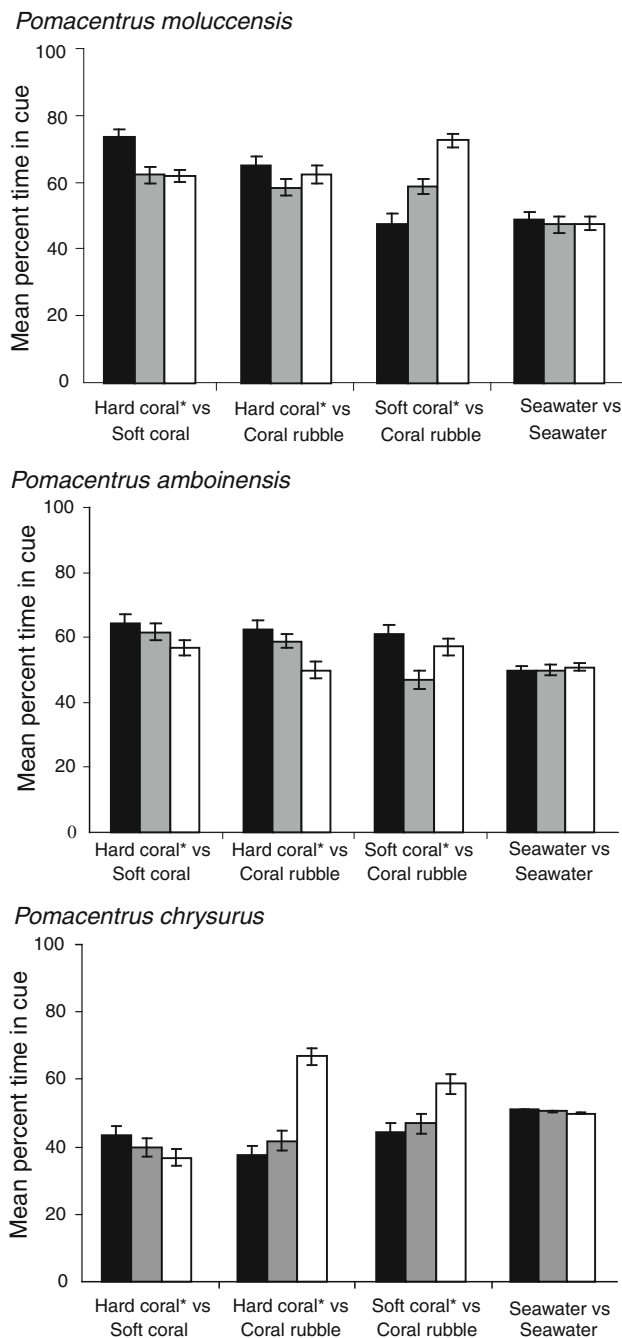 Pomacentrus moluccensis
Mean percent time in cue
100
80
60
40
20
0
Hard coral* vs
Soft coral
Hard coral* vs
Coral rubble
Soft coral* vs
Coral rubble
Seawater vs
Seawater
Pomacentrus amboinensis
Mean percent time in cue
100
80
60
40
20
0
Hard coral* vs
Soft coral
Hard coral* vs
Coral rubble
Soft coral* vs
Coral rubble
Seawater vs
Seawater
Pomacentrus chrysurus
Mean percent time in cue
100
80
60
40
20
0
Hard coral* vs
Soft coral
Hard coral* vs
Coral rubble
Soft coral* vs
Coral rubble
Seawater vs
Seawater